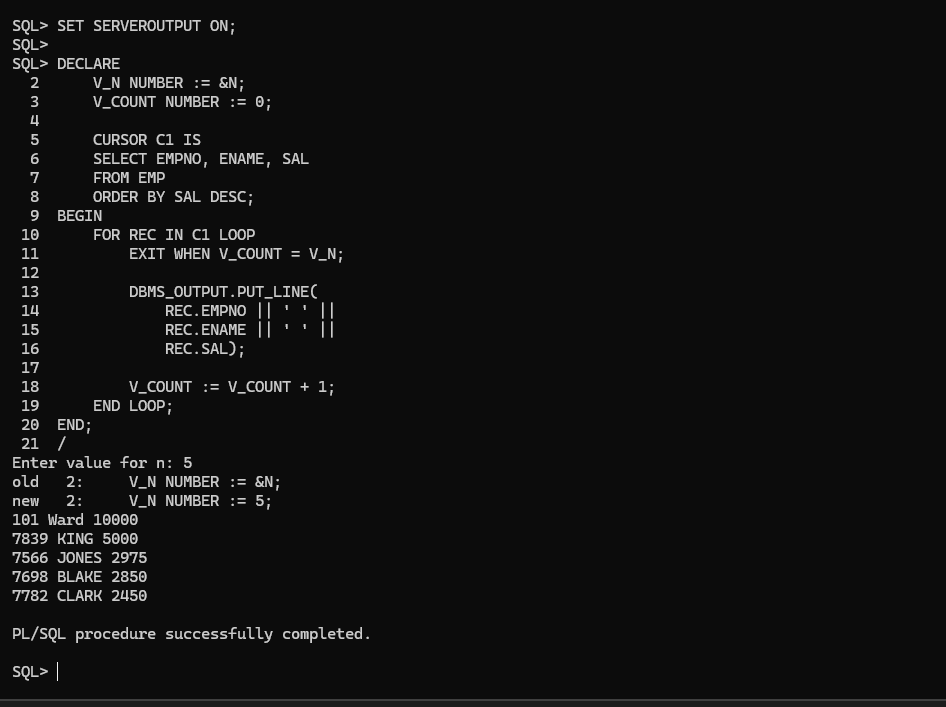 SQL> SET SERVEROUTPUT ON;
SQL>
SQL> DECLARE
  2      V_N NUMBER := &N;
  3      V_COUNT NUMBER := 0;
  4
  5      CURSOR C1 IS
  6      SELECT EMPNO, ENAME, SAL
  7      FROM EMP
  8      ORDER BY SAL DESC;
  9  BEGIN
 10      FOR REC IN C1 LOOP
 11          EXIT WHEN V_COUNT = V_N;
 12
 13          DBMS_OUTPUT.PUT_LINE(
 14              REC.EMPNO || ' ' ||
 15              REC.ENAME || ' ' ||
 16              REC.SAL);
 17
 18          V_COUNT := V_COUNT + 1;
 19      END LOOP;
 20  END;
 21  /
Enter value for n: 5
old   2:     V_N NUMBER := &N;
new   2:     V_N NUMBER := 5;
101 Ward 10000
7839 KING 5000
7566 JONES 2975
7698 BLAKE 2850
7782 CLARK 2450

PL/SQL procedure successfully completed.

SQL>